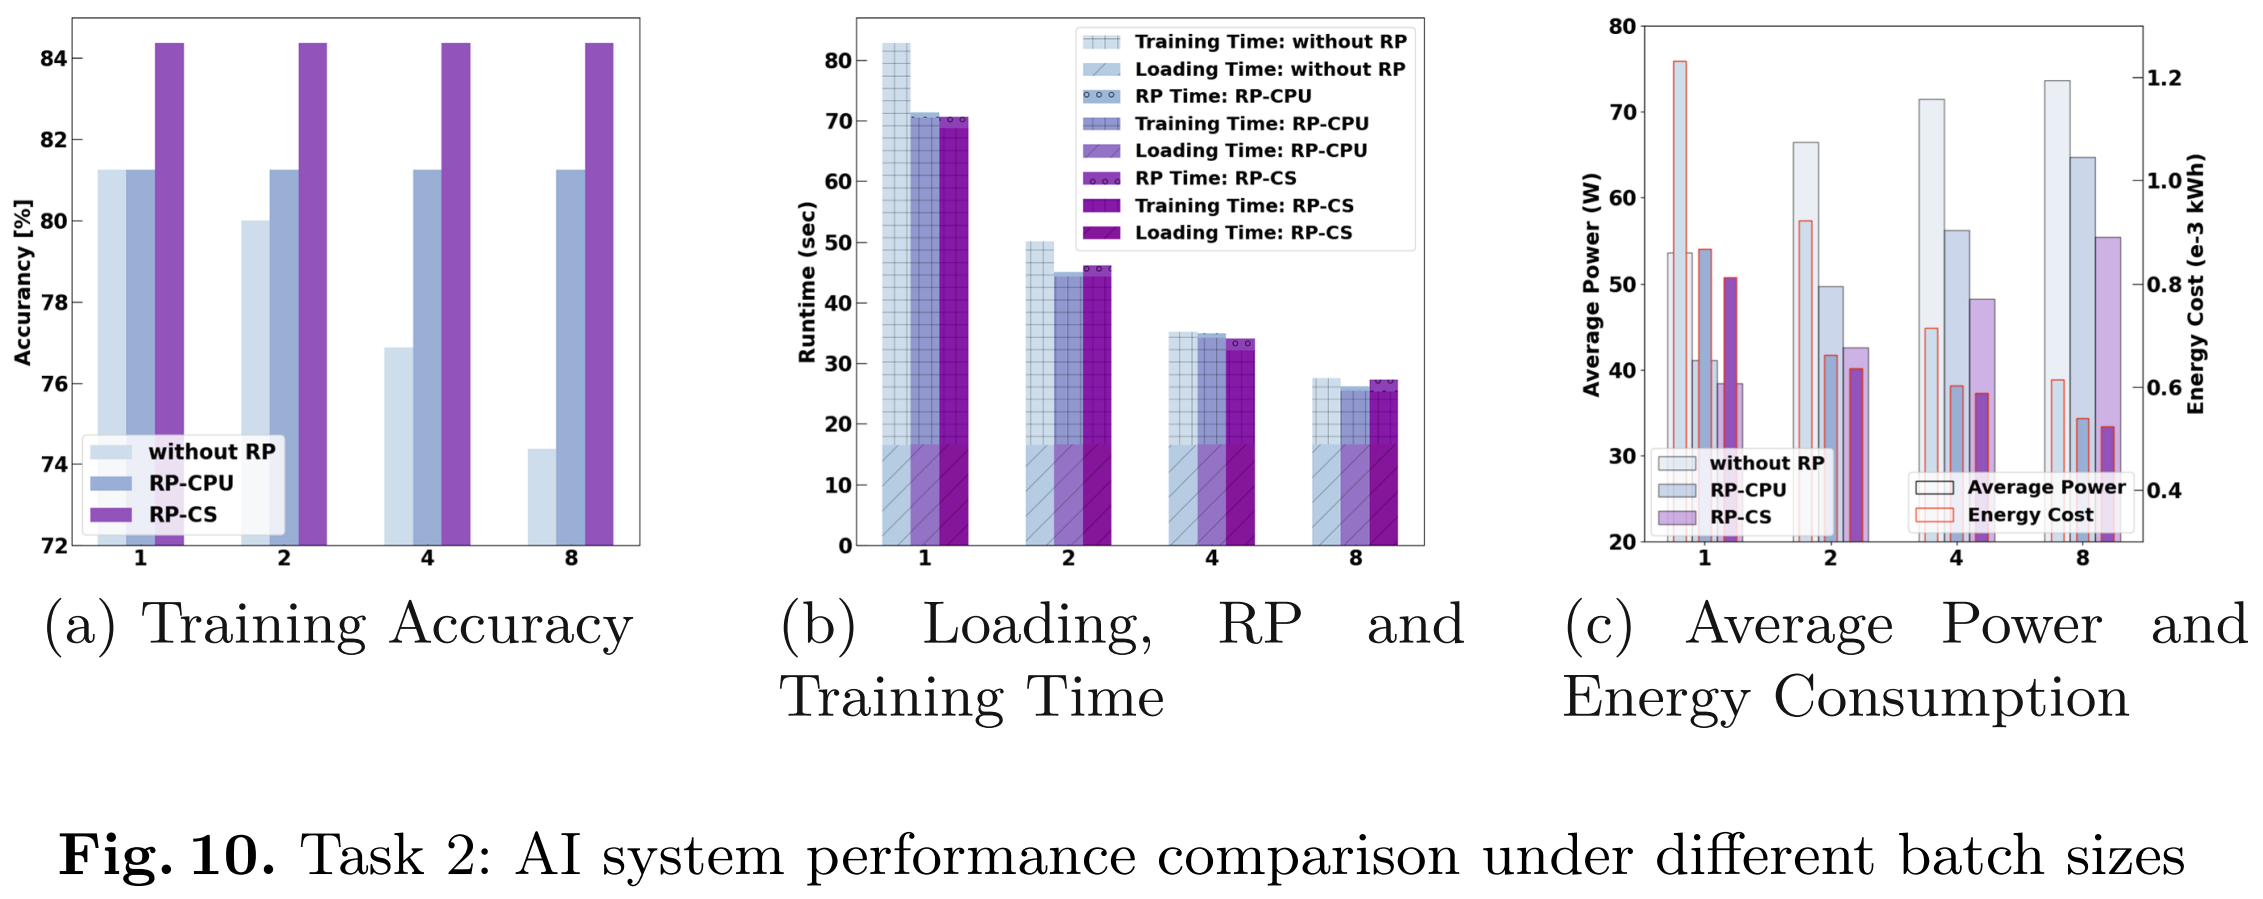 84
82
80
78
76
74
72
Accurancy [%]
without RP
RP-CPU
RP-CS
1 2 4 8
(a) Training Accuracy
80
70
60
50
40
30
20
10
0
Runtime (sec)
Training Time: without RP
Loading Time: without RP
RP Time: RP-CPU
Training Time: RP-CPU
Loading Time: RP-CPU
RP Time: RP-CS
Training Time: RP-CS
Loading Time: RP-CS
1 2 4 8
(b) Loading, RP and
Training Time
80
70
60
50
40
30
20
Average Power (W)
without RP
RP-CPU
RP-CS
Average Power
Energy Cost
1.2
1.0
0.8
0.6
0.4
Energy Cost (e-3 kWh)
1 2 4 8
(c) Average Power and
Energy Consumption
Fig. 10. Task 2: AI system performance comparison under different batch sizes